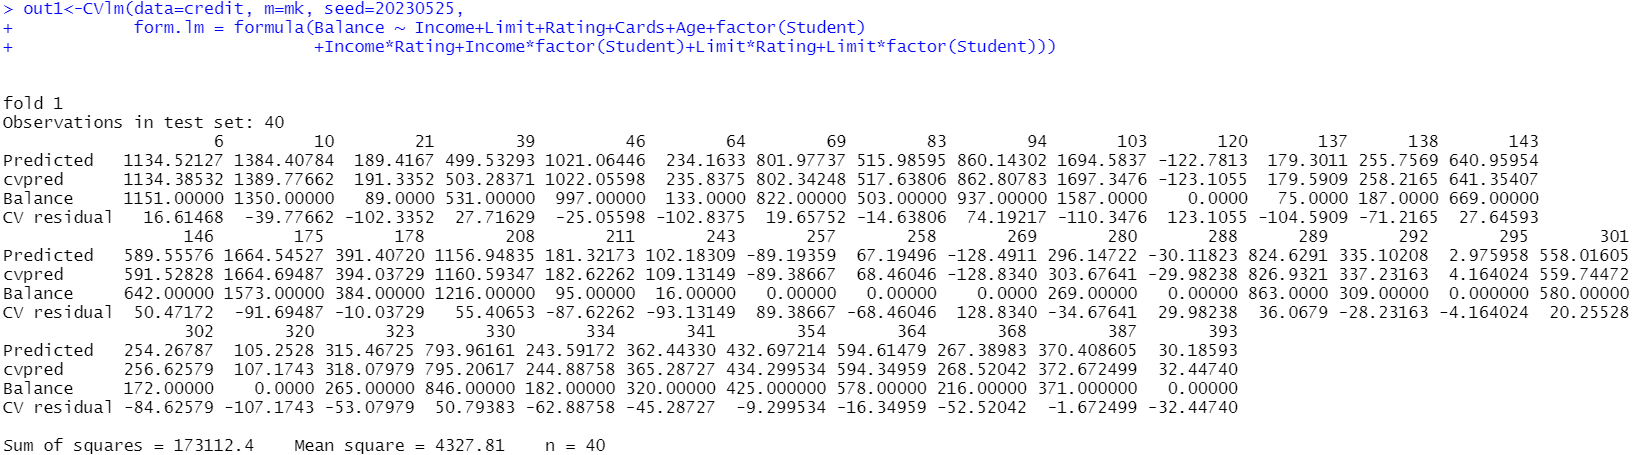 > out1<-CVlm(data=credit, m=mk, seed=20230525,
+            form.lm = formula(Balance ~ Income+Limit+Rating+Cards+Age+factor(Student)
+                              +Income*Rating+Income*factor(Student)+Limit*Rating+Limit*factor(Student)))
fold 1
Observations in test set: 40
6 10 21 39 46 64 69 83 94 103 120 137 138 143
Predicted 1134.52127 1384.40784 189.4167 499.53293 1021.06446 234.1633 801.97737 515.98595 860.14302 1694.5837 -122.7813 179.3011 255.7569 640.95954
cvpred 1134.38532 1389.77662 191.3352 503.28371 1022.05598 235.8375 802.34248 517.63806 862.80783 1697.3476 -123.1055 179.5909 258.2165 641.35407
Balance 1151.00000 1350.00000 89.0000 531.00000 997.00000 133.0000 822.00000 503.00000 937.00000 1587.0000 0.0000 75.0000 187.0000 669.00000
CV residual 16.61468 -39.77662 -102.3352 27.71629 -25.05598 -102.8375 19.65752 -14.63806 74.19217 -110.3476 123.1055 -104.5909 -71.2165 27.64593
146 175 178 208 211 243 257 258 269 280 288 289 292 295 301
Predicted 589.55576 1664.54527 391.40720 1156.94835 181.32173 102.18309 -89.19359 67.19496 -128.4911 296.14722 -30.11823 824.6291 335.10208 2.975958 558.01605
cvpred 591.52828 1664.69487 394.03729 1160.59347 182.62262 109.13149 -89.38667 68.46046 -128.8340 303.67641 -29.98238 826.9321 337.23163 4.164024 559.74472
Balance 642.00000 1573.00000 384.00000 1216.00000 95.00000 16.00000 0.00000 0.00000 0.0000 269.00000 0.00000 863.0000 309.00000 0.000000 580.00000
CV residual 50.47172 -91.69487 -10.03729 55.40653 -87.62262 -93.13149 89.38667 -68.46046 128.8340 -34.67641 29.98238 36.0679 -28.23163 -4.164024 20.25528
302 320 323 330 334 341 354 364 368 387 393
Predicted 254.26787 105.2528 315.46725 793.96161 243.59172 362.44330 432.697214 594.61479 267.38983 370.408605 30.18593
cvpred 256.62579 107.1743 318.07979 795.20617 244.88758 365.28727 434.299534 594.34959 268.52042 372.672499 32.44740
Balance 172.00000 0.0000 265.00000 846.00000 182.00000 320.00000 425.000000 578.00000 216.00000 371.000000 0.00000
CV residual -84.62579 -107.1743 -53.07979 50.79383 -62.88758 -45.28727 -9.299534 -16.34959 -52.52042 -1.672499 -32.44740
Sum of squares = 173112.4    Mean square = 4327.81    n = 40